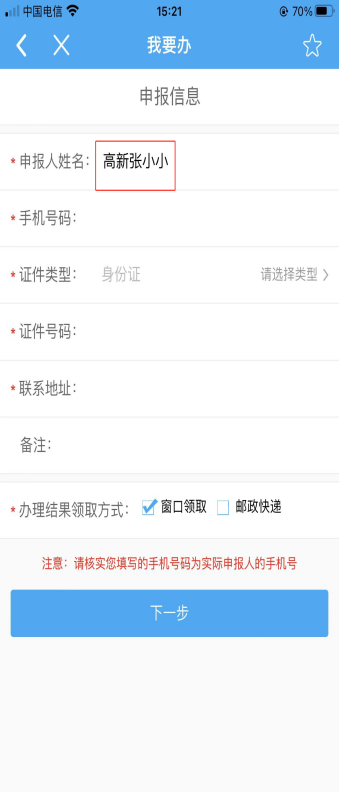 中国电信 15:21 70%
我要办
申报信息
* 申报人姓名： 高新张小小
* 手机号码：
* 证件类型： 身份证 请选择类型
* 证件号码：
* 联系地址：
备注：
* 办理结果领取方式： 窗口领取 邮政快递
注意：请核实您填写的手机号码为实际申报人的手机号
下一步